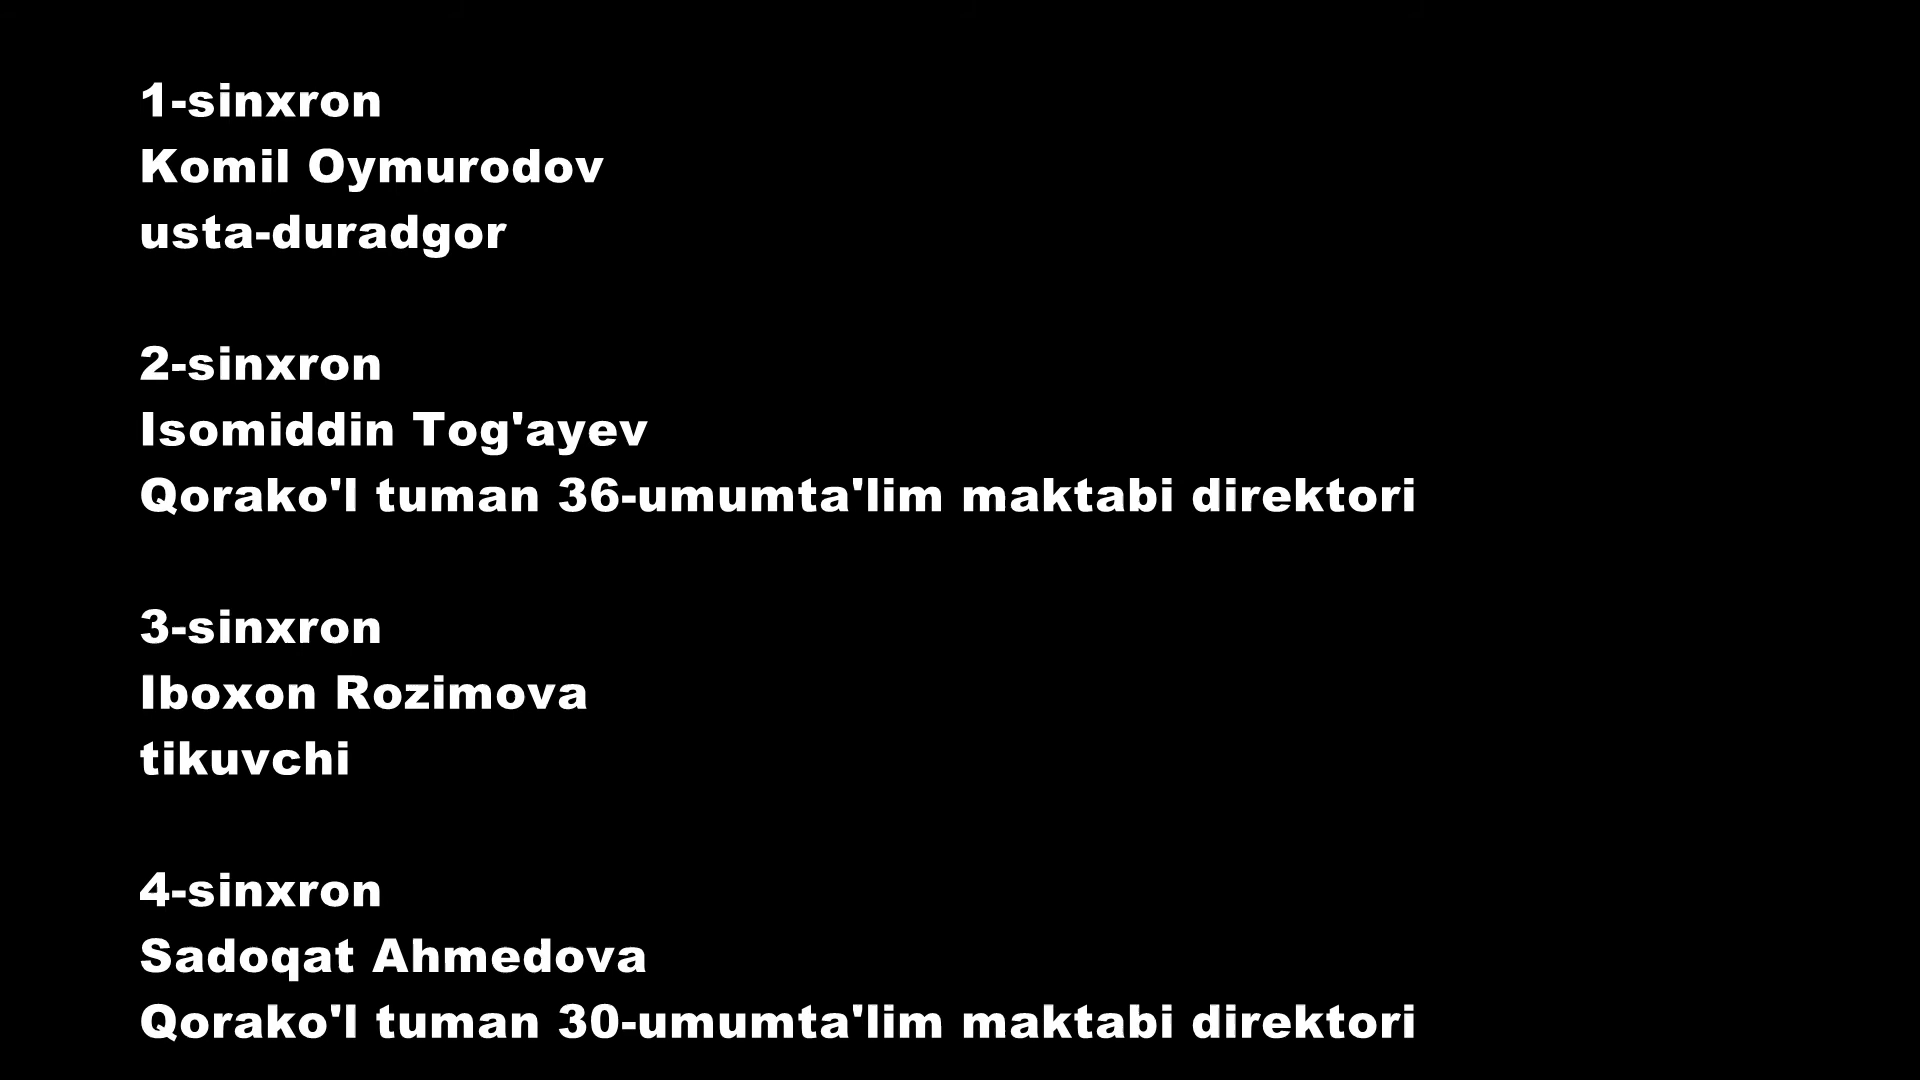 1-sinxron
Komil Oymurodov
usta-duradgor
2-sinxron
Isomiddin Tog'ayev
Qorako'l tuman 36-umumta'lim maktabi direktori
3-sinxron
Iboxon Rozimova
tikuvchi
4-sinxron
Sadoqat Ahmedova
Qorako'l tuman 30-umumta'lim maktabi direktori